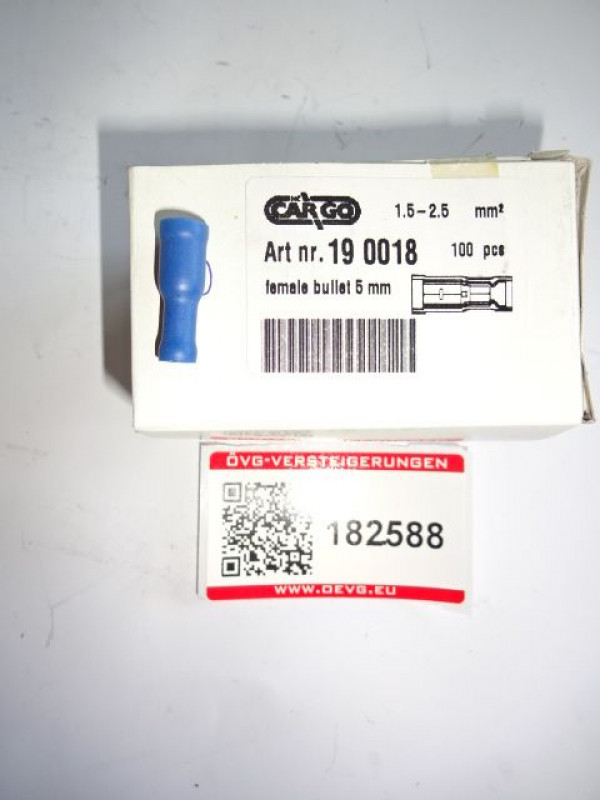 CARGO
1.5-2.5 mm²
Art nr. 19 0018 100 pcs
female bullet 5 mm
ÖVG-VERSTEIGERUNGEN
182588
WWW.OEVG.EU